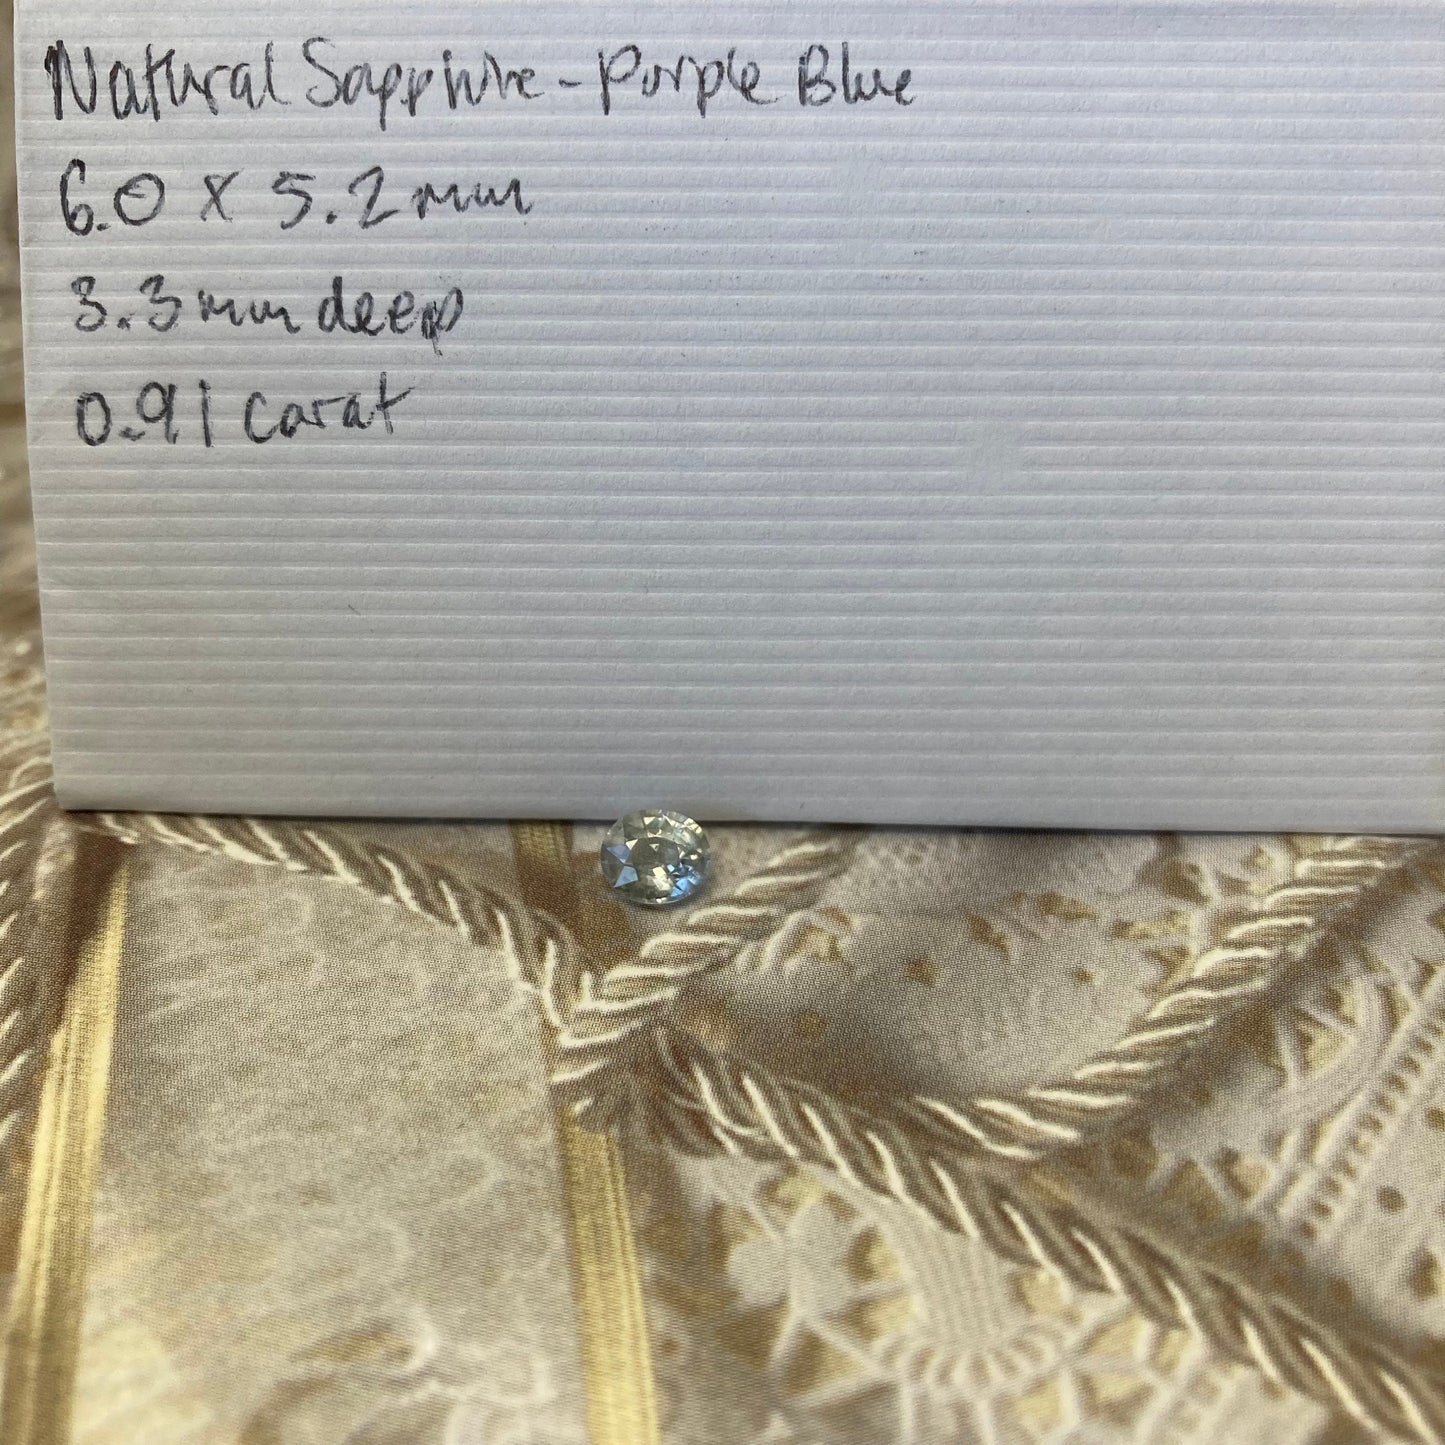 Natural Sapphire - Purple Blue
6.0 x 5.2mm
3.3mm deep
0.91 carat